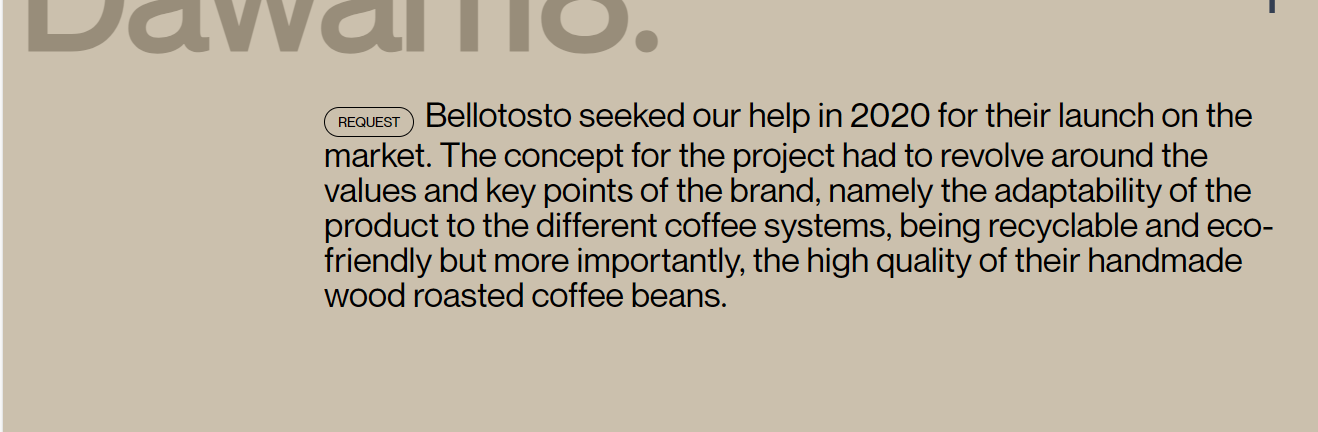 REQUEST Bellotosto seeked our help in 2020 for their launch on the
market. The concept for the project had to revolve around the
values and key points of the brand, namely the adaptability of the
product to the different coffee systems, being recyclable and eco-
friendly but more importantly, the high quality of their handmade
wood roasted coffee beans.